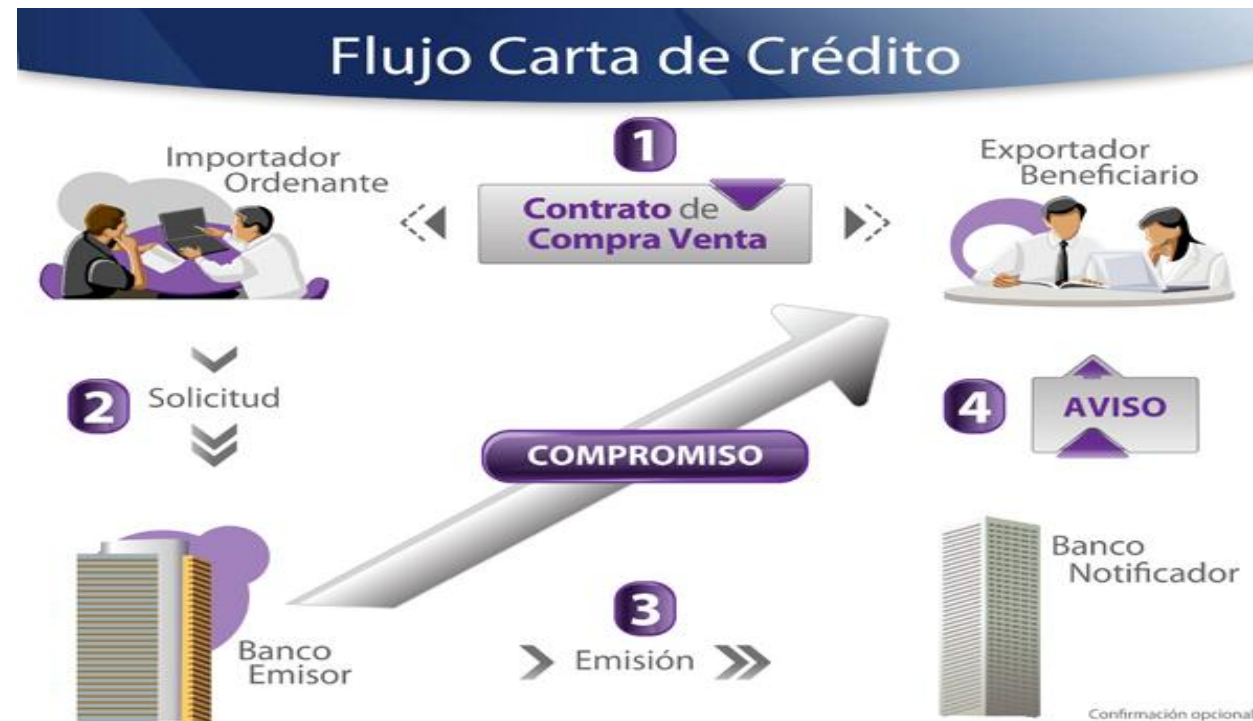 Flujo Carta de Crédito
1
Importador
Ordenante
Contrato de
Compra Venta
Exportador
Beneficiario
2
Solicitud
COMPROMISO
4
AVISO
Banco
Emisor
3
Emisión
Banco
Notificador
Confirmación opcional